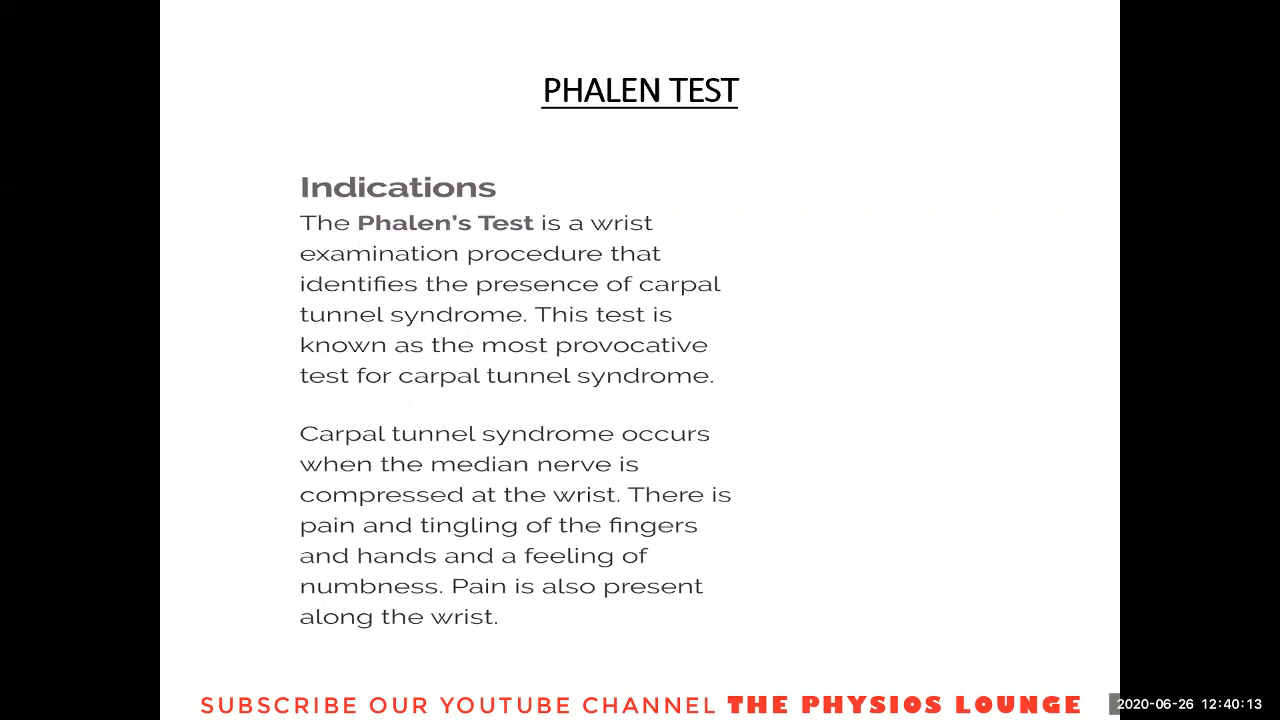 PHALEN TEST
Indications
The Phalen's Test is a wrist
examination procedure that
identifies the presence of carpal
tunnel syndrome. This test is
known as the most provocative
test for carpal tunnel syndrome.
Carpal tunnel syndrome occurs
when the median nerve is
compressed at the wrist. There is
pain and tingling of the fingers
and hands and a feeling of
numbness. Pain is also present
along the wrist.
SUBSCRIBE OUR YOUTUBE CHANNEL THE PHYSIOS LOUNGE
2020-06-26 12:40:13